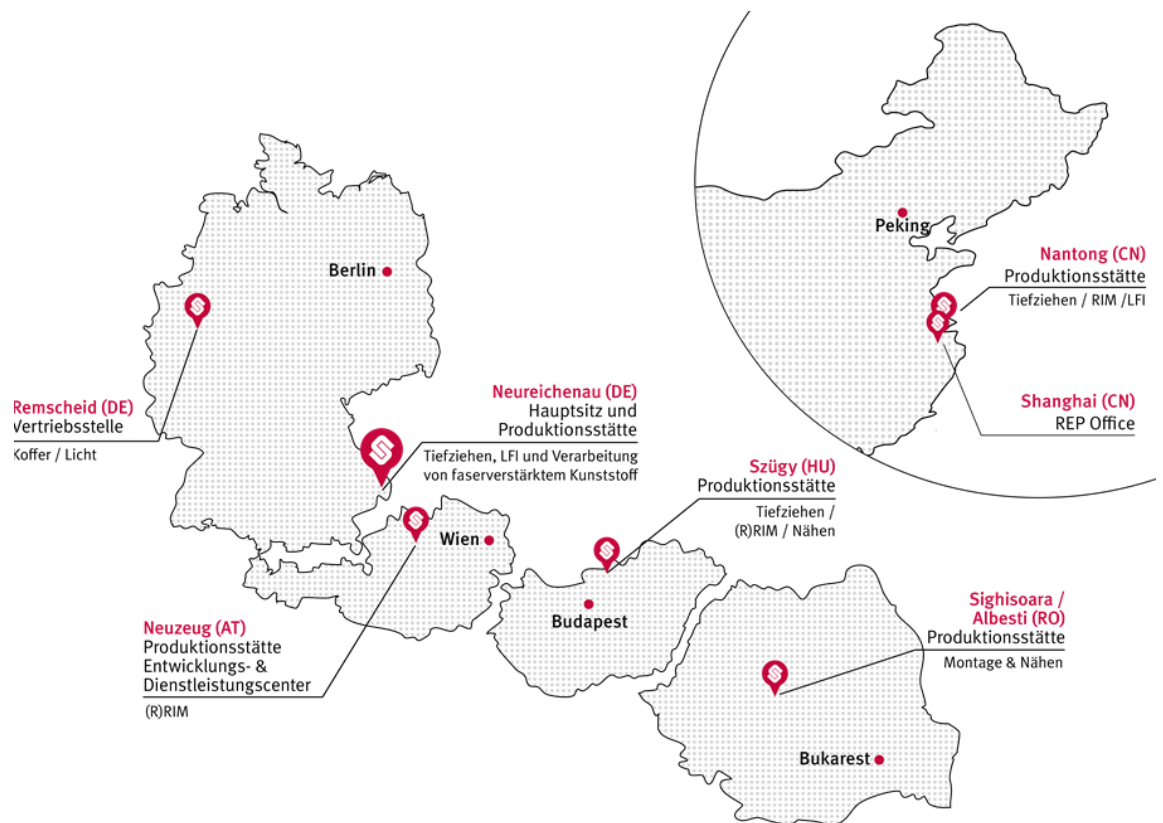 Berlin
Remscheid (DE)
Vertriebsstelle
Koffer / Licht
Neureichenau (DE)
Hauptsitz und
Produktionsstätte
Tiefziehen, LFI und Verarbeitung
von faserverstärktem Kunststoff
Peking
Nantong (CN)
Produktionsstätte
Tiefziehen / RIM /LFI
Shanghai (CN)
REP Office
Szügy (HU)
Produktionsstätte
Tiefziehen /
(R)RIM / Nähen
Wien
Neuzeug (AT)
Produktionsstätte
Entwicklungs- &
Dienstleistungscenter
(R)RIM
Budapest
Sighisoara /
Albesti (RO)
Produktionsstätte
Montage & Nähen
Bukarest